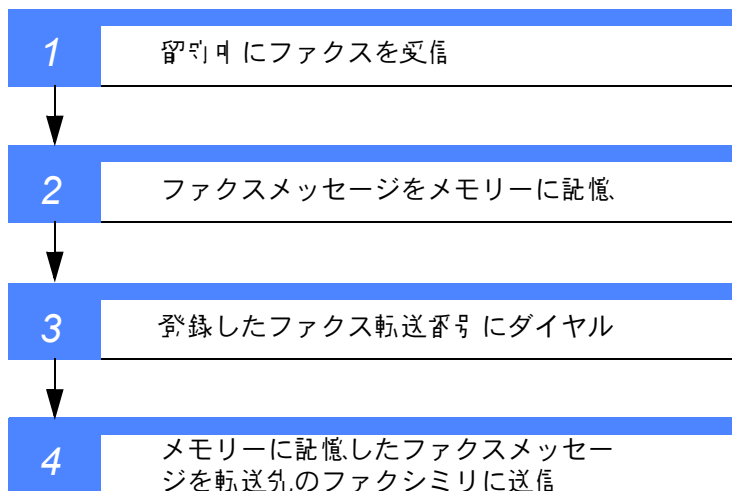 1
留守中にファクスを受信
2
ファクスメッセージをメモリーに記憶
3
登録したファクス転送番号にダイヤル
4
メモリーに記憶したファクスメッセー
ジを転送先のファクシミリに送信